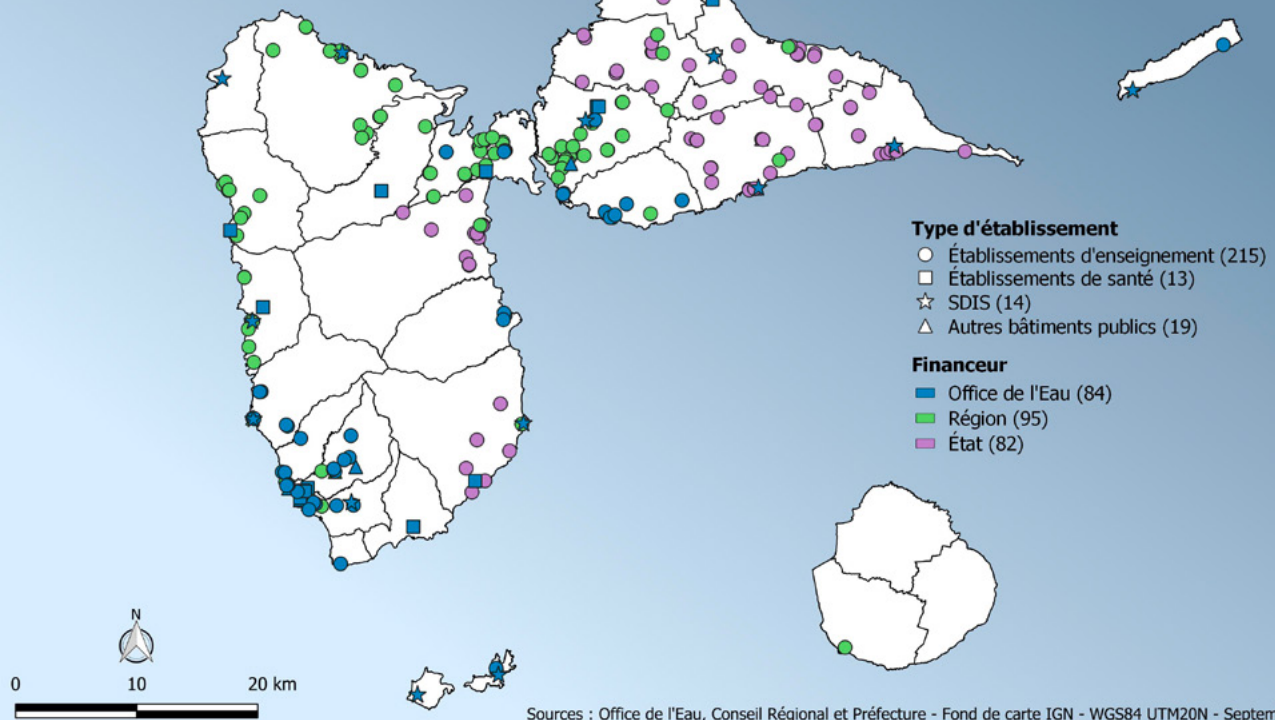 Type d'établissement
Établissements d'enseignement (215)
Établissements de santé (13)
SDIS (14)
Autres bâtiments publics (19)
Financeur
Office de l'Eau (84)
Région (95)
État (82)
N
0 10 20 km
Sources : Office de l'Eau, Conseil Régional et Préfecture - Fond de carte IGN - WGS84 UTM20N -